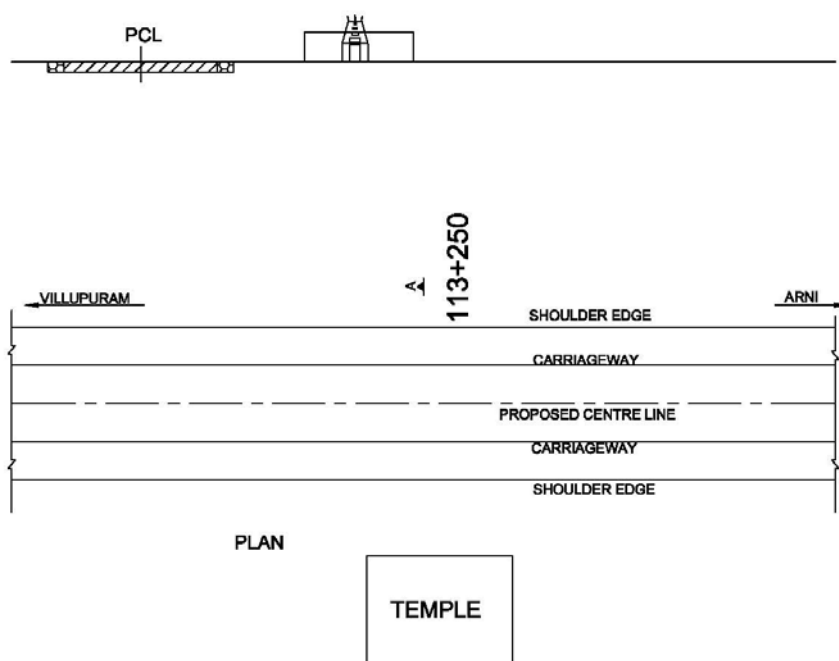 PCL
113+250
A
VILLUPURAM
ARNI
SHOULDER EDGE
CARRIAGEWAY
PROPOSED CENTRE LINE
CARRIAGEWAY
SHOULDER EDGE
PLAN
TEMPLE